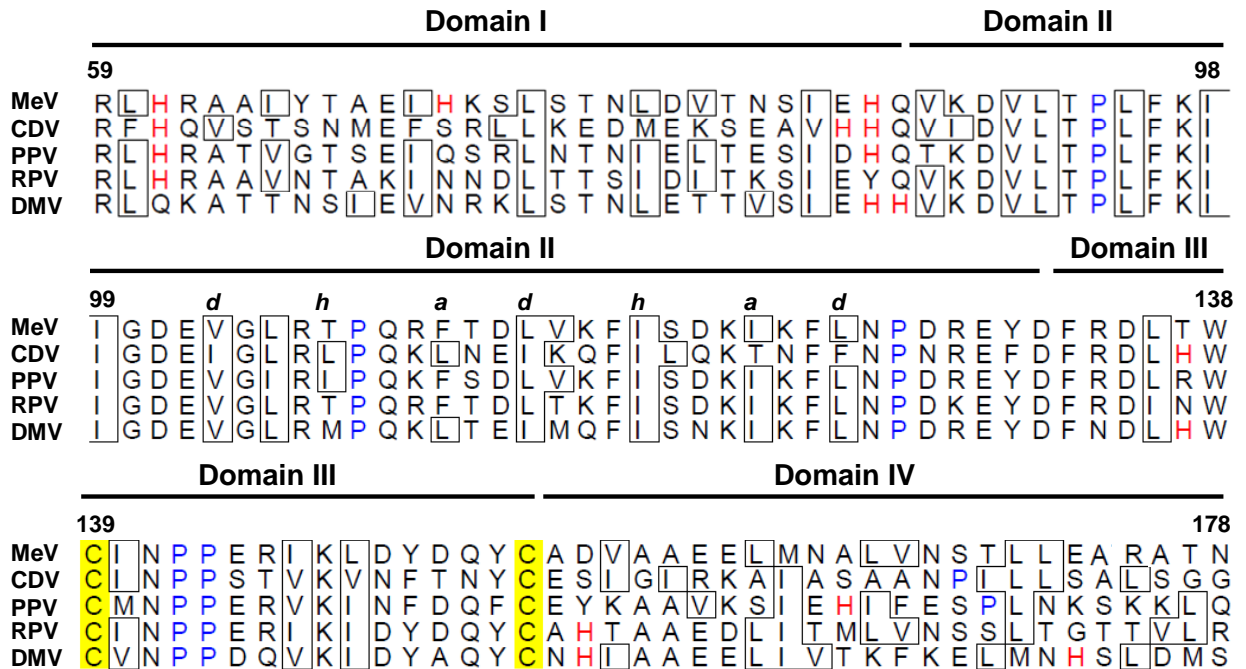 Domain I Domain II
59 98
MeV R L H R A A I Y T A E I H K S L S T N L D V T N S I E H Q V K D V L T P L F K I
CDV R F H Q V S T S N M E F S R L L K E D M E K S E A V H H Q V I D V L T P L F K I
PPV R L H R A T V G T S E I Q S R L N T N I E L T E S I D H Q T K D V L T P L F K I
RPV R L H R A A V N T A K I N N D L T T S I D I T K S I E Y Q V K D V L T P L F K I
DMV R L Q K A T T N S I E V N R K L S T N L E T T V S I E H H V K D V L T P L F K I
Domain II Domain III
99 d h a d h a d 138
MeV I G D E V G L R T P Q R F T D L V K F I S D K I K F L N P D R E Y D F R D L T W
CDV I G D E I G L R L P Q K L N E I K Q F I L Q K T N F F N P N R E F D F R D L H W
PPV I G D E V G I R I P Q K F S D L V K F I S D K I K F L N P D R E Y D F R D L R W
RPV I G D E V G L R T P Q R F T D L T K F I S D K I K F L N P D K E Y D F R D I N W
DMV I G D E V G L R M P Q K L T E I M Q F I S N K I K F L N P D R E Y D F N D L H W
Domain III Domain IV
139 178
MeV C I N P P E R I K L D Y D Q Y C A D V A A E E L M N A L V N S T L L E A R A T N
CDV C I N P P S T V K V N F T N Y C E S I G I R K A I A S A A N P I L L S A L S G G
PPV C M N P P E R V K I N F D Q F C E Y K A A V K S I E H I F E S P L N K S K K L Q
RPV C I N P P E R I K I D Y D Q Y C A H T A A E D L I T M L V N S S L T G T T V L R
DMV C V N P P D Q V K I D Y A Q Y C N H I A A E E L I V T K F K E L M N H S L D M S